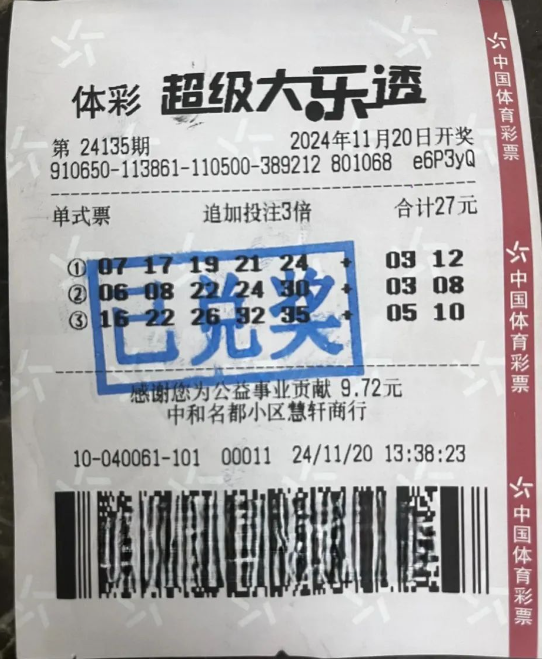 体彩 超级大乐透
第 24135期 2024年11月20日开奖
910650-113861-110500-389212 801068 e6P3yQ
单式票 追加投注3倍 合计27元
① 07 17 19 21 24 + 03 12
② 06 08 22 24 30 + 03 08
③ 16 22 26 32 35 + 05 10
已兑奖
感谢您为公益事业贡献 9.72元
中和名都小区慧轩商行
10-040061-101 00011 24/11/20 13:38:23
中国体育彩票
中国体育彩票
中国体育彩票